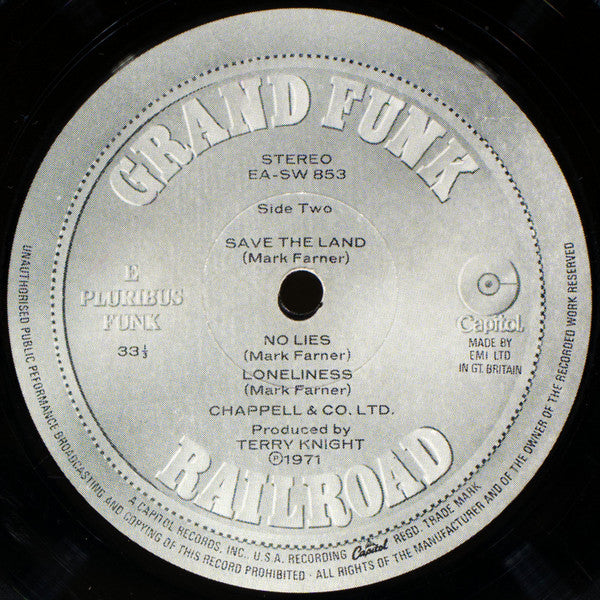 GRAND FUNK
STEREO
EA-SW 853
Side Two
SAVE THE LAND
(Mark Farner)
E
PLURIBUS
FUNK
33⅓
Capitol.
MADE BY
EMI LTD
IN GT. BRITAIN
NO LIES
(Mark Farner)
LONELINESS
(Mark Farner)
CHAPPELL & CO. LTD.
Produced by
TERRY KNIGHT
℗1971
RAILROAD
UNAUTHORISED PUBLIC PEFORMANCE BROADCASTING AND COPYING OF THIS RECORD PROHIBITED · ALL RIGHTS OF THE MANUFACTURER AND OF THE OWNER OF THE RECORDED WORK RESERVED
A CAPITOL RECORDS, INC., U.S.A. RECORDING Capitol REGD. TRADE MARK